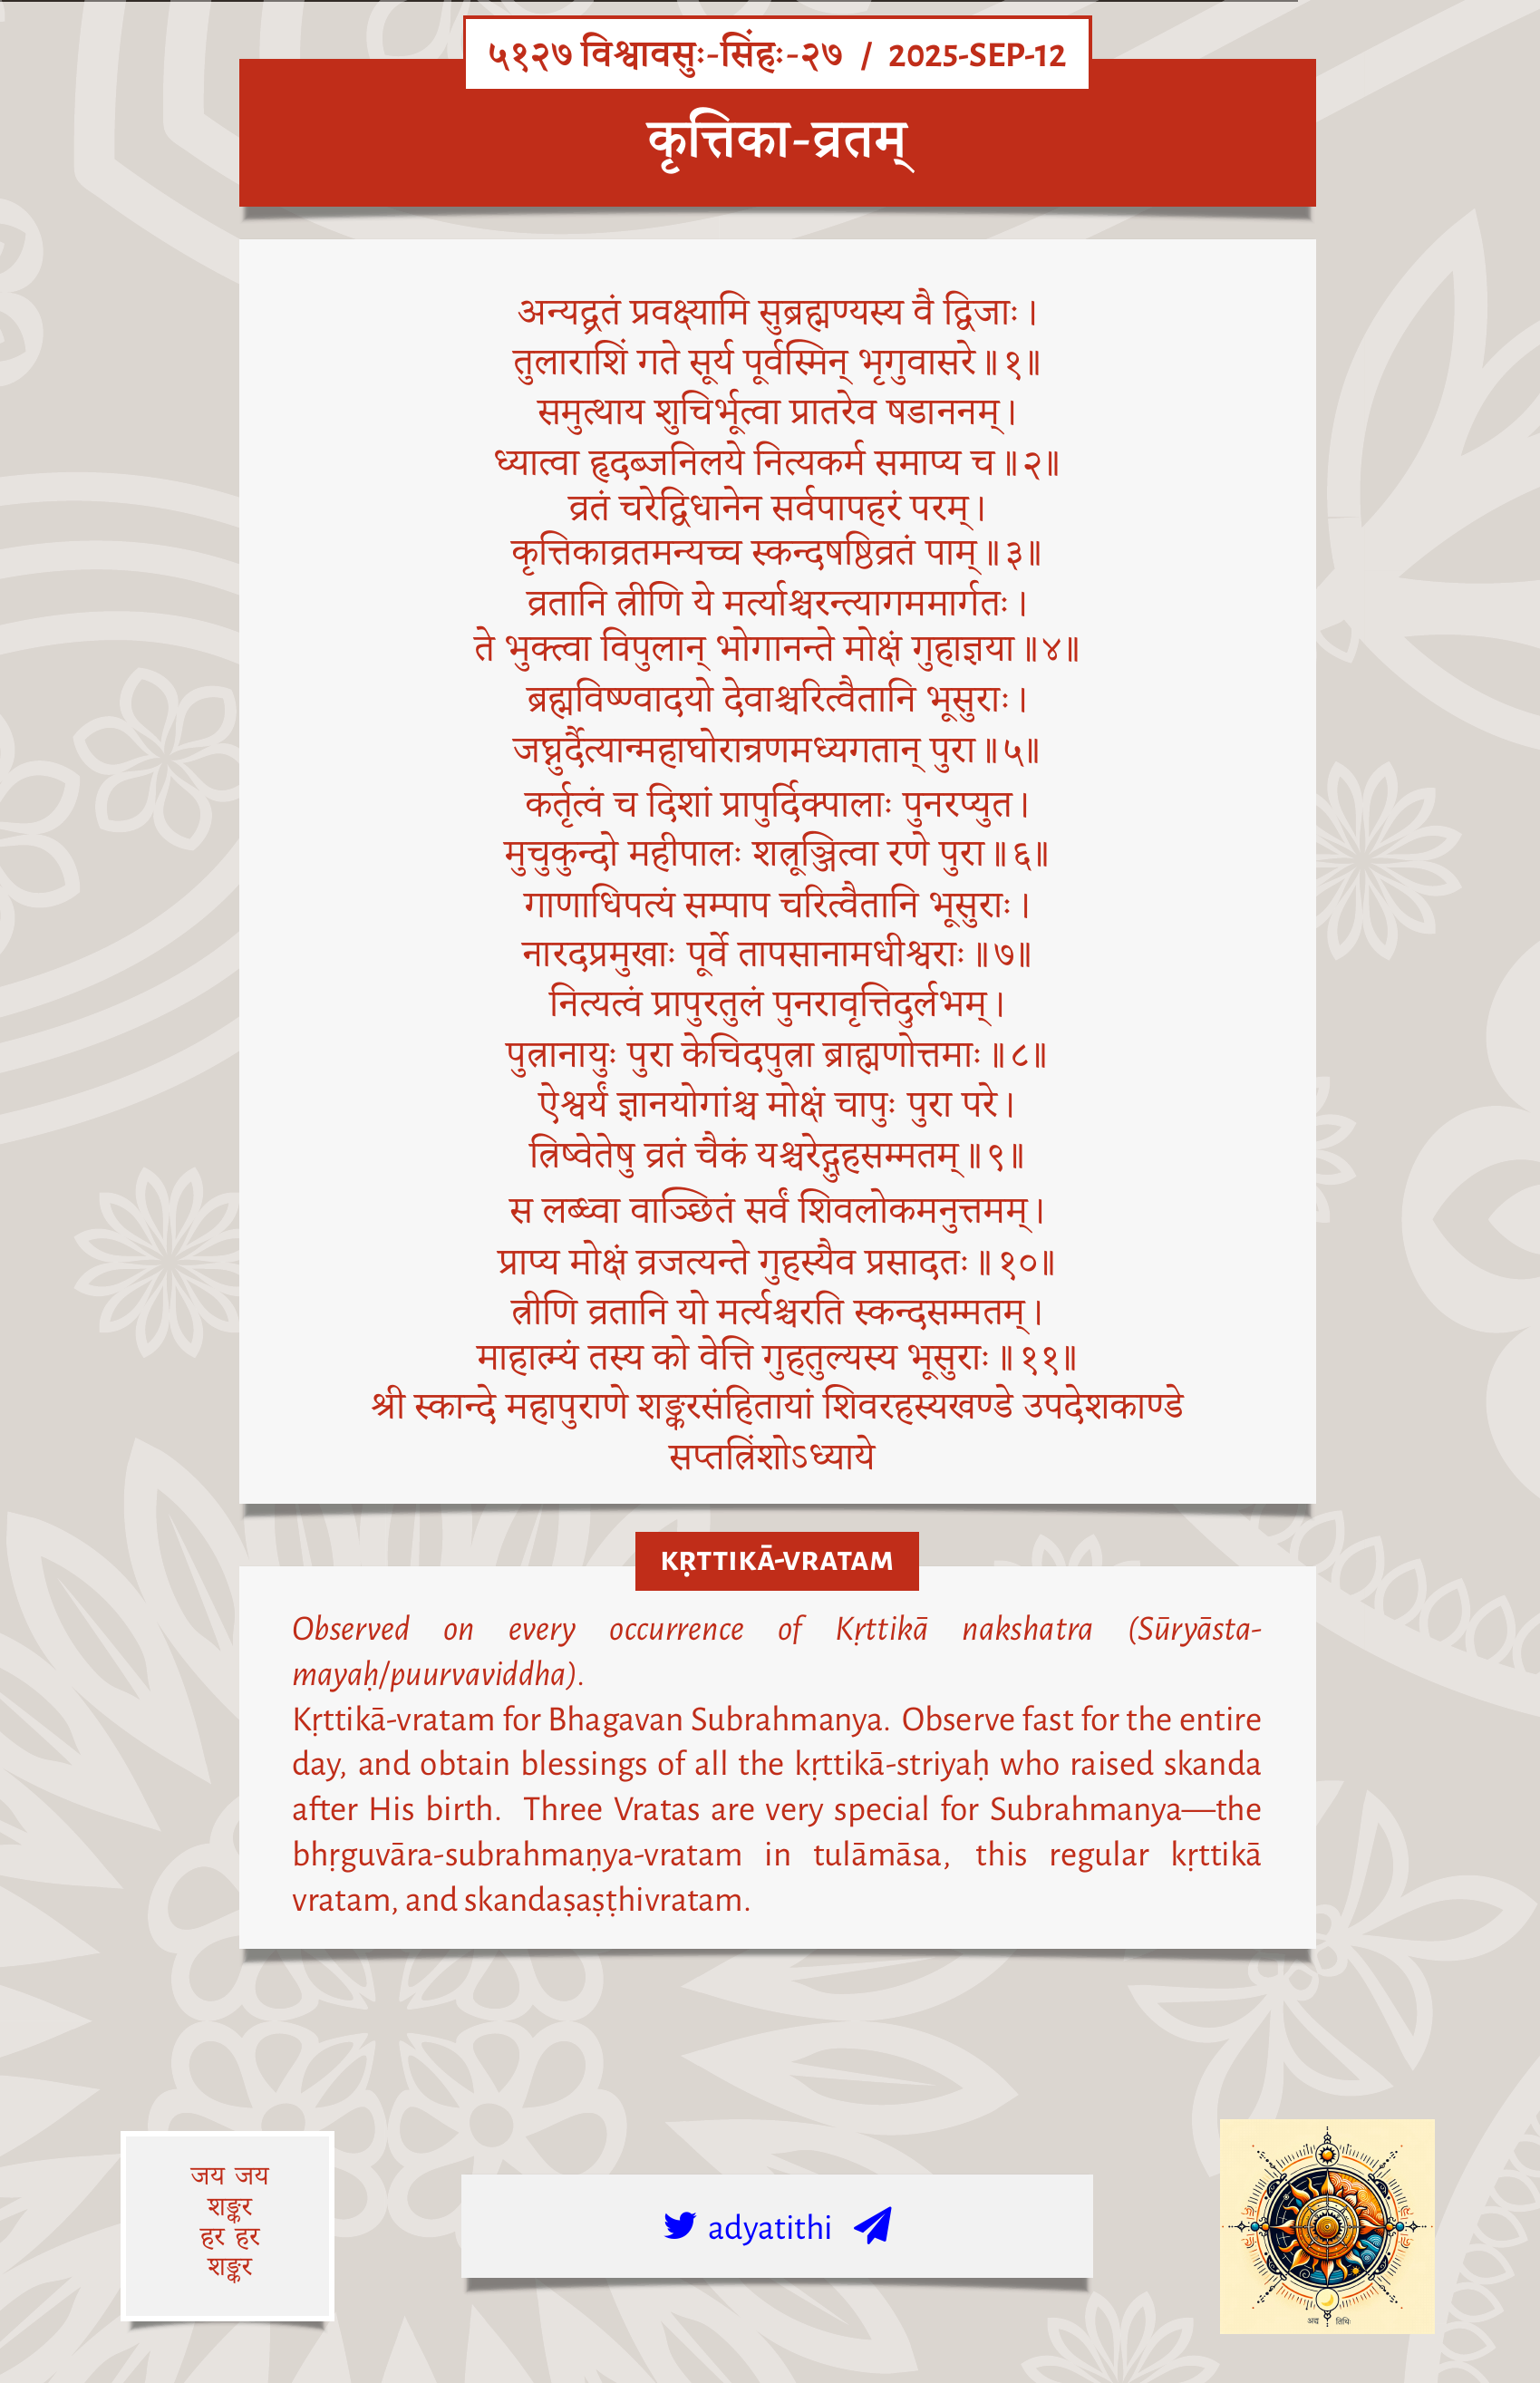 ५१२७ विश्वावसुः-सिंहः-२७ / 2025-SEP-12
कृत्तिका-व्रतम्
अन्यद्व्रतं प्रवक्ष्यामि सुब्रह्मण्यस्य वै द्विजाः।
तुलाराशिं गते सूर्य पूर्वस्मिन् भृगुवासरे॥१॥
समुत्थाय शुचिर्भूत्वा प्रातरेव षडाननम्।
ध्यात्वा हृदब्जनिलये नित्यकर्म समाप्य च॥२॥
व्रतं चरेद्विधानेन सर्वपापहरं परम्।
कृत्तिकाव्रतमन्यच्च स्कन्दषष्ठिव्रतं पाम्॥३॥
व्रतानि त्रीणि ये मर्त्याश्चरन्त्यागममार्गतः।
ते भुक्त्वा विपुलान् भोगानन्ते मोक्षं गुहाज्ञया॥४॥
ब्रह्मविष्ण्वादयो देवाश्चरित्वैतानि भूसुराः।
जघ्नुर्दैत्यान्महाघोरान्रणमध्यगतान् पुरा॥५॥
कर्तृत्वं च दिशां प्रापुर्दिक्पालाः पुनरप्युत।
मुचुकुन्दो महीपालः शत्रूञ्जित्वा रणे पुरा॥६॥
गाणाधिपत्यं सम्पाप चरित्वैतानि भूसुराः।
नारदप्रमुखाः पूर्वे तापसानामधीश्वराः॥७॥
नित्यत्वं प्रापुरतुलं पुनरावृत्तिदुर्लभम्।
पुत्रानायुः पुरा केचिदपुत्रा ब्राह्मणोत्तमाः॥८॥
ऐश्वर्यं ज्ञानयोगांश्च मोक्षं चापुः पुरा परे।
त्रिष्वेतेषु व्रतं चैकं यश्चरेद्गुहसम्मतम्॥९॥
स लब्ध्वा वाञ्छितं सर्वं शिवलोकमनुत्तमम्।
प्राप्य मोक्षं व्रजत्यन्ते गुहस्यैव प्रसादतः॥१०॥
त्रीणि व्रतानि यो मर्त्यश्चरति स्कन्दसम्मतम्।
माहात्म्यं तस्य को वेत्ति गुहतुल्यस्य भूसुराः॥११॥
श्री स्कान्दे महापुराणे शङ्करसंहितायां शिवरहस्यखण्डे उपदेशकाण्डे
सप्तत्रिंशोऽध्याये
KṚTTIKĀ-VRATAM
Observed on every occurrence of Kṛttikā nakshatra (Sūryāsta-
mayaḥ/puurvaviddha).
Kṛttikā-vratam for Bhagavan Subrahmanya. Observe fast for the entire
day, and obtain blessings of all the kṛttikā-striyaḥ who raised skanda
after His birth. Three Vratas are very special for Subrahmanya—the
bhṛguvāra-subrahmaṇya-vratam in tulāmāsa, this regular kṛttikā
vratam, and skandaṣaṣṭhivratam.
जय जय
शङ्कर
हर हर
शङ्कर
adyatithi
अद्य तिथिः